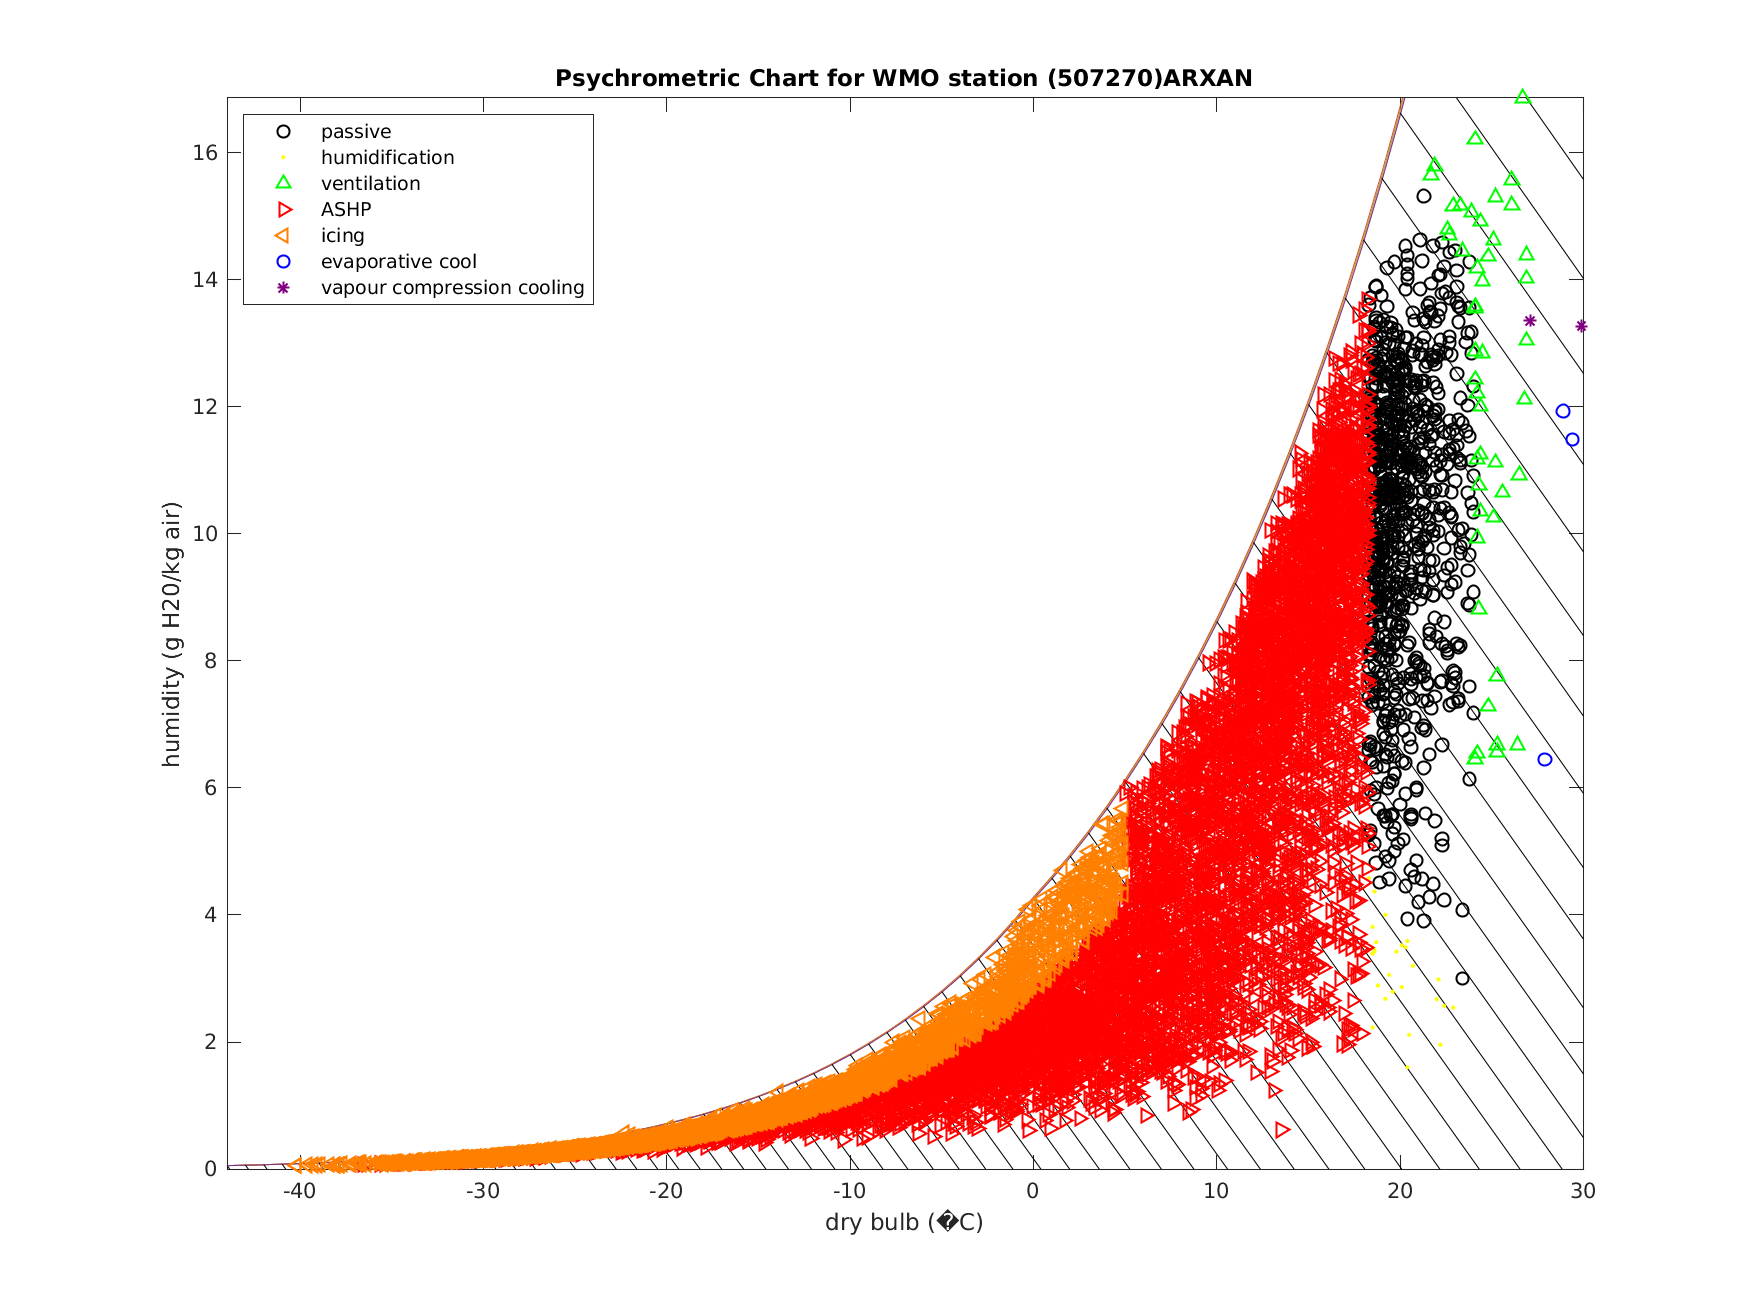 Psychrometric Chart for WMO station (507270)ARXAN
passive
humidification
ventilation
ASHP
icing
evaporative cool
vapour compression cooling
humidity (g H20/kg air)
16
14
12
10
8
6
4
2
0
-40 -30 -20 -10 0 10 20 30
dry bulb (�C)